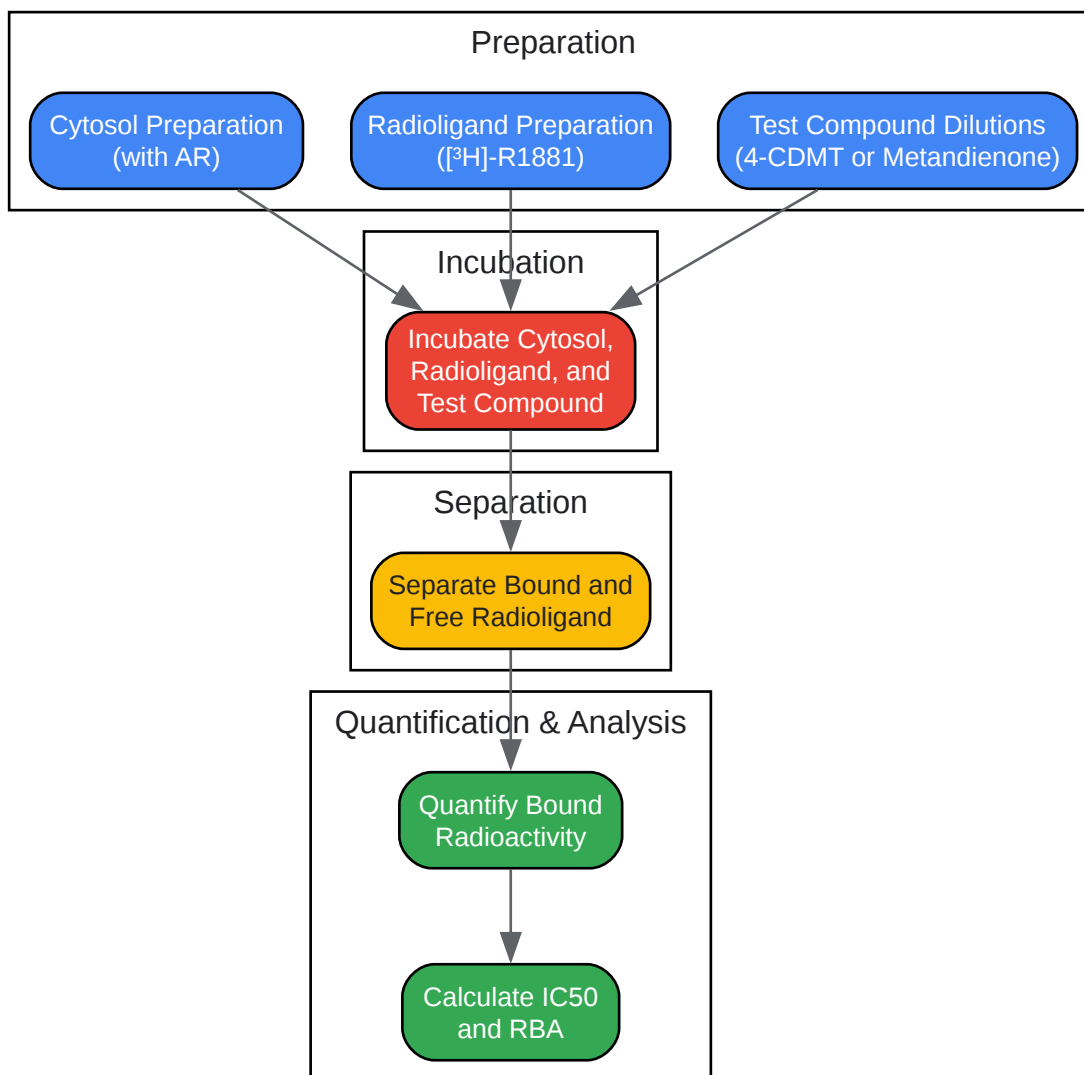 Preparation
Cytosol Preparation
(with AR)
Radioligand Preparation
([³H]-R1881)
Test Compound Dilutions
(4-CDMT or Metandienone)
Incubation
Incubate Cytosol,
Radioligand, and
Test Compound
Separation
Separate Bound and
Free Radioligand
Quantification & Analysis
Quantify Bound
Radioactivity
Calculate IC50
and RBA